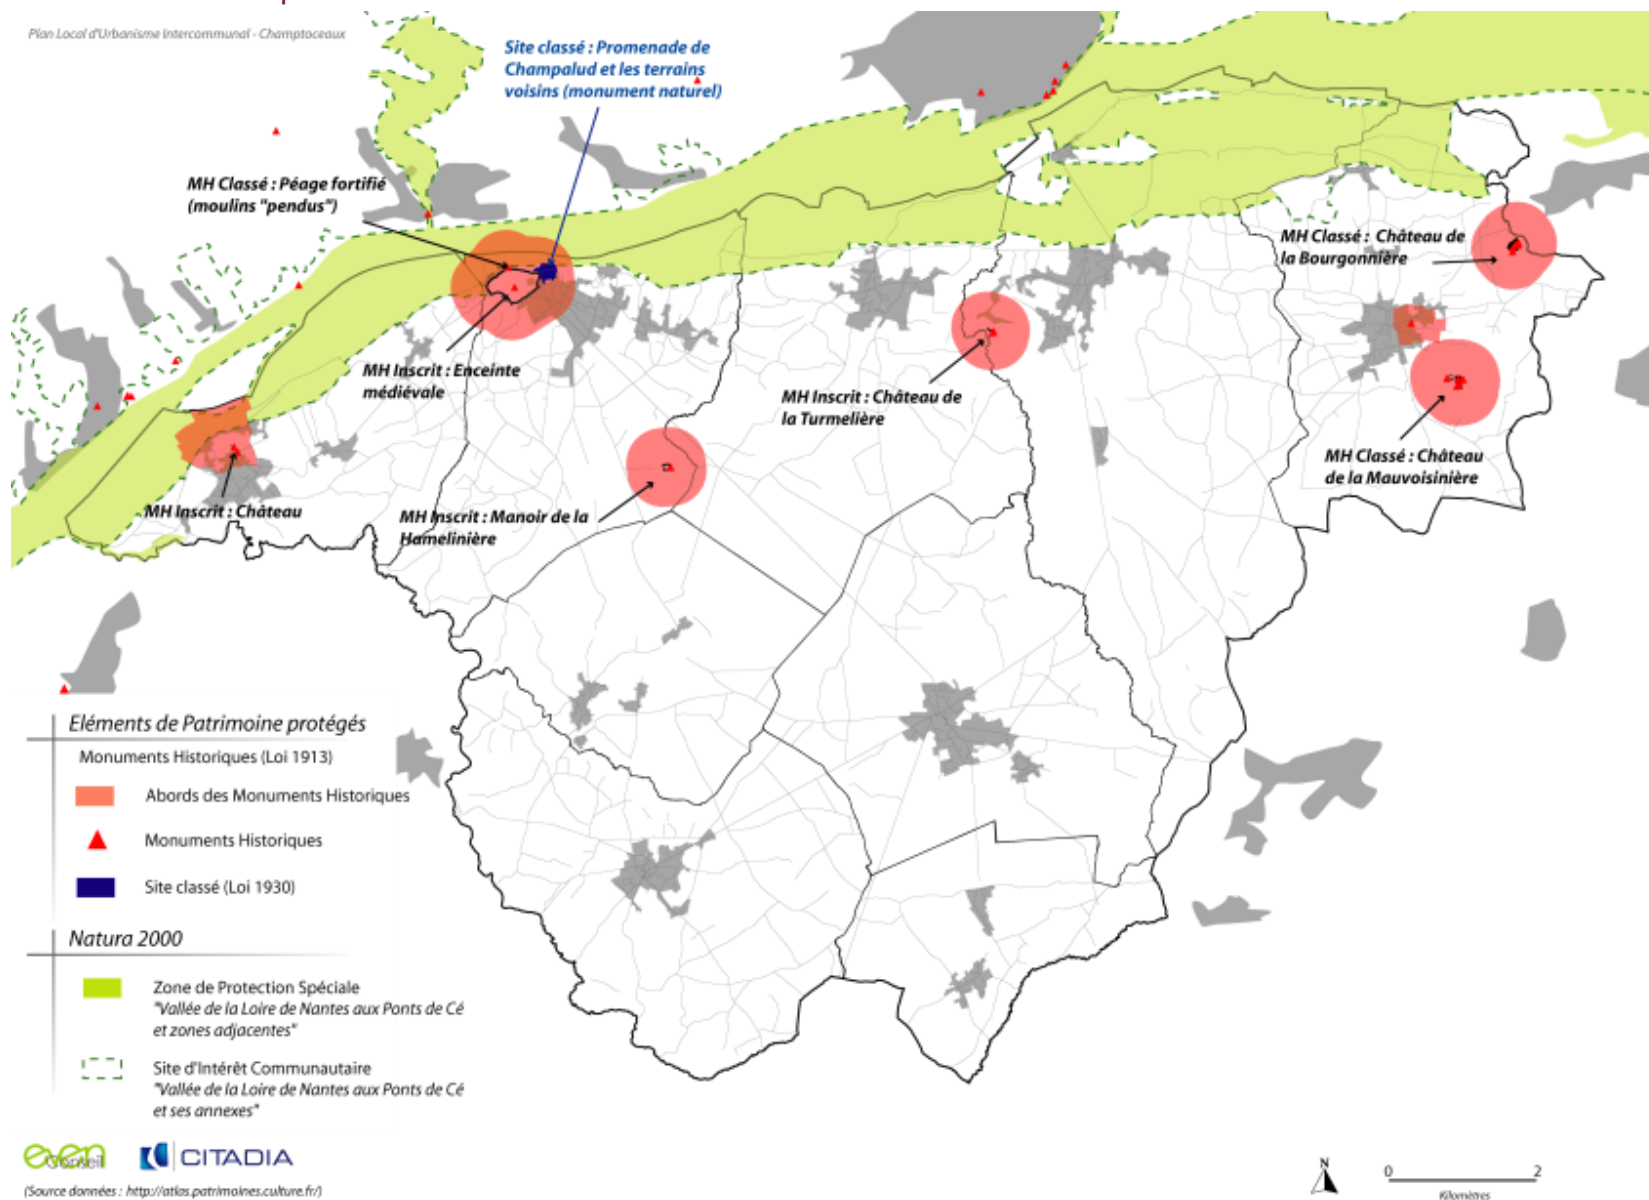 Plan Local d'Urbanisme Intercommunal - Champtoceaux
Site classé : Promenade de
Champalud et les terrains
voisins (monument naturel)
MH Classé : Péage fortifié
(moulins "pendus")
MH Classé : Château de
la Bourgonnière
MH Inscrit : Enceinte
médiévale
MH Inscrit : Château de
la Turmelière
MH Classé : Château
de la Mauvoisinière
MH Inscrit : Château
MH Inscrit : Manoir de la
Hamelinière
Eléments de Patrimoine protégés
Monuments Historiques (Loi 1913)
Abords des Monuments Historiques
Monuments Historiques
Site classé (Loi 1930)
Natura 2000
Zone de Protection Spéciale
"Vallée de la Loire de Nantes aux Ponts de Cé
et zones adjacentes"
Site d'Intérêt Communautaire
"Vallée de la Loire de Nantes aux Ponts de Cé
et ses annexes"
even
Conseil
CITADIA
(Source données : http://atlas.patrimoines.culture.fr/)
N
0 2
Kilomètres